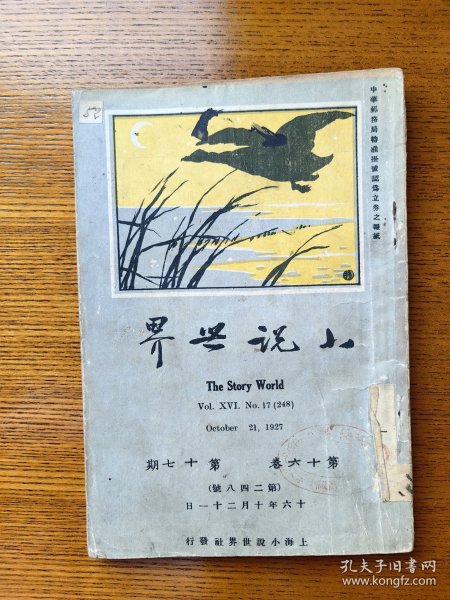 中華郵務局特准掛號認爲立券之報紙
界世說小
The Story World
Vol. XVI. No. 17 (248)
October 21, 1927
期七十第 卷六十第
(號八四二第)
日一十二月十年六十
行發社界世說小海上
孔夫子旧书网
www.kongfz.com